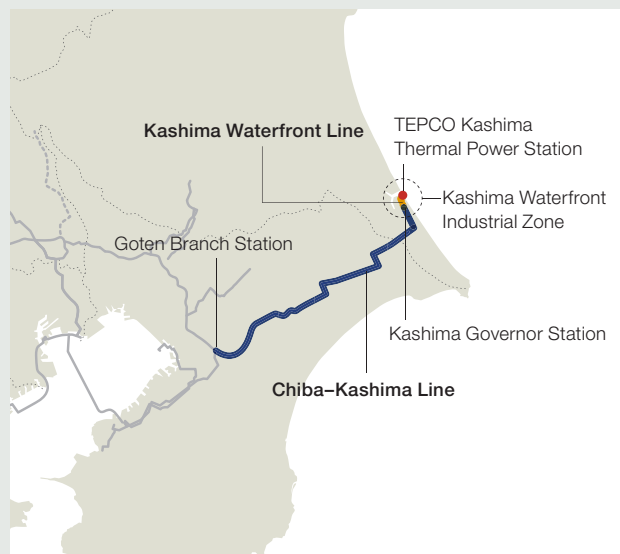 Kashima Waterfront Line
TEPCO Kashima
Thermal Power Station
Kashima Waterfront
Industrial Zone
Goten Branch Station
Kashima Governor Station
Chiba–Kashima Line